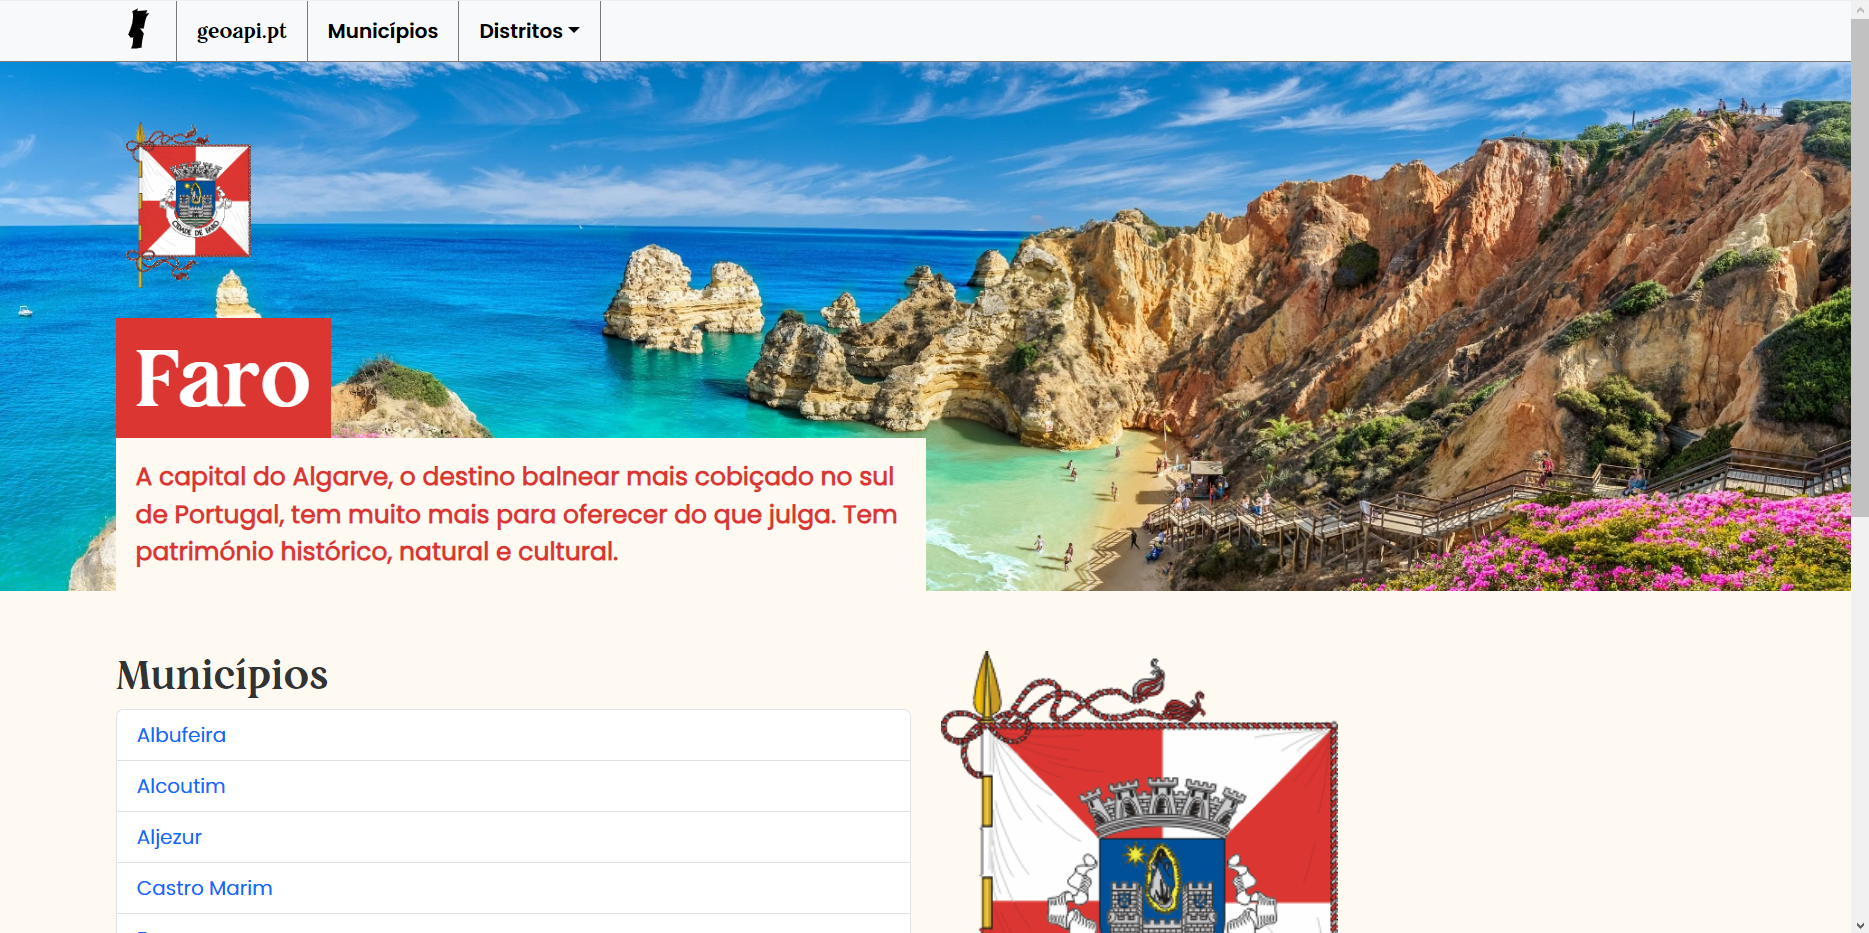 geoapi.pt
Municípios
Distritos
CIDADE DE FARO
Faro
A capital do Algarve, o destino balnear mais cobiçado no sul
de Portugal, tem muito mais para oferecer do que julga. Tem
património histórico, natural e cultural.
Municípios
Albufeira
Alcoutim
Aljezur
Castro Marim